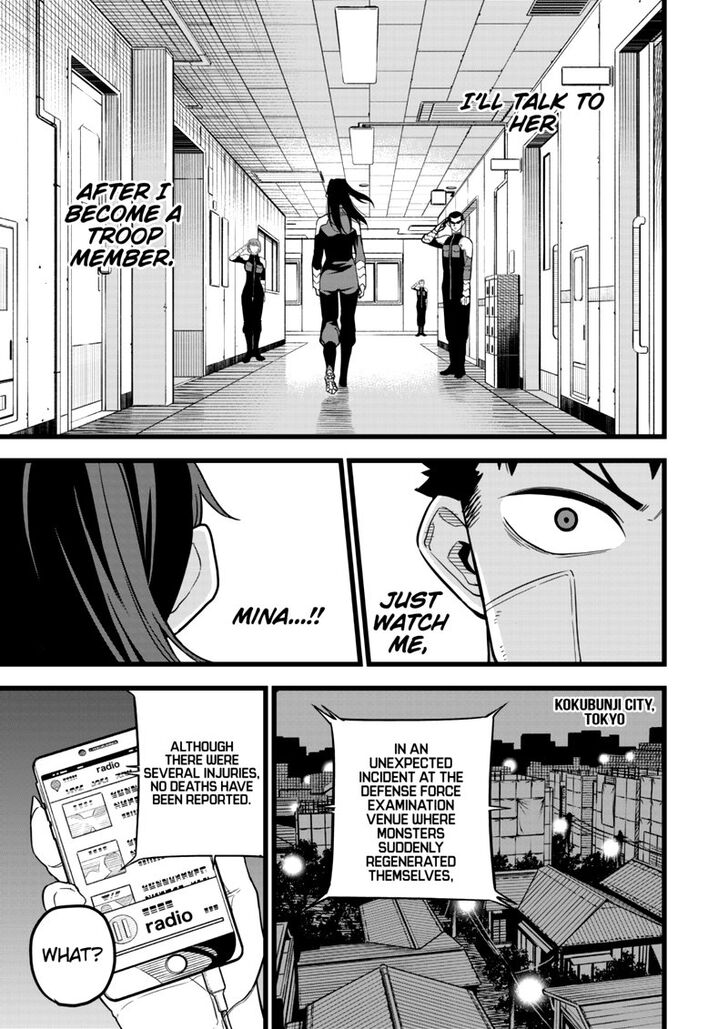 I'LL TALK TO
HER
AFTER I
BECOME A
TROOP
MEMBER.
JUST
WATCH
ME,
MINA...!!
KOKUBUNJI CITY,
TOKYO
IN AN
UNEXPECTED
INCIDENT AT THE
DEFENSE FORCE
EXAMINATION
VENUE WHERE
MONSTERS
SUDDENLY
REGENERATED
THEMSELVES,
ALTHOUGH
THERE WERE
SEVERAL INJURIES,
NO DEATHS HAVE
BEEN REPORTED.
radio
radio
WHAT?